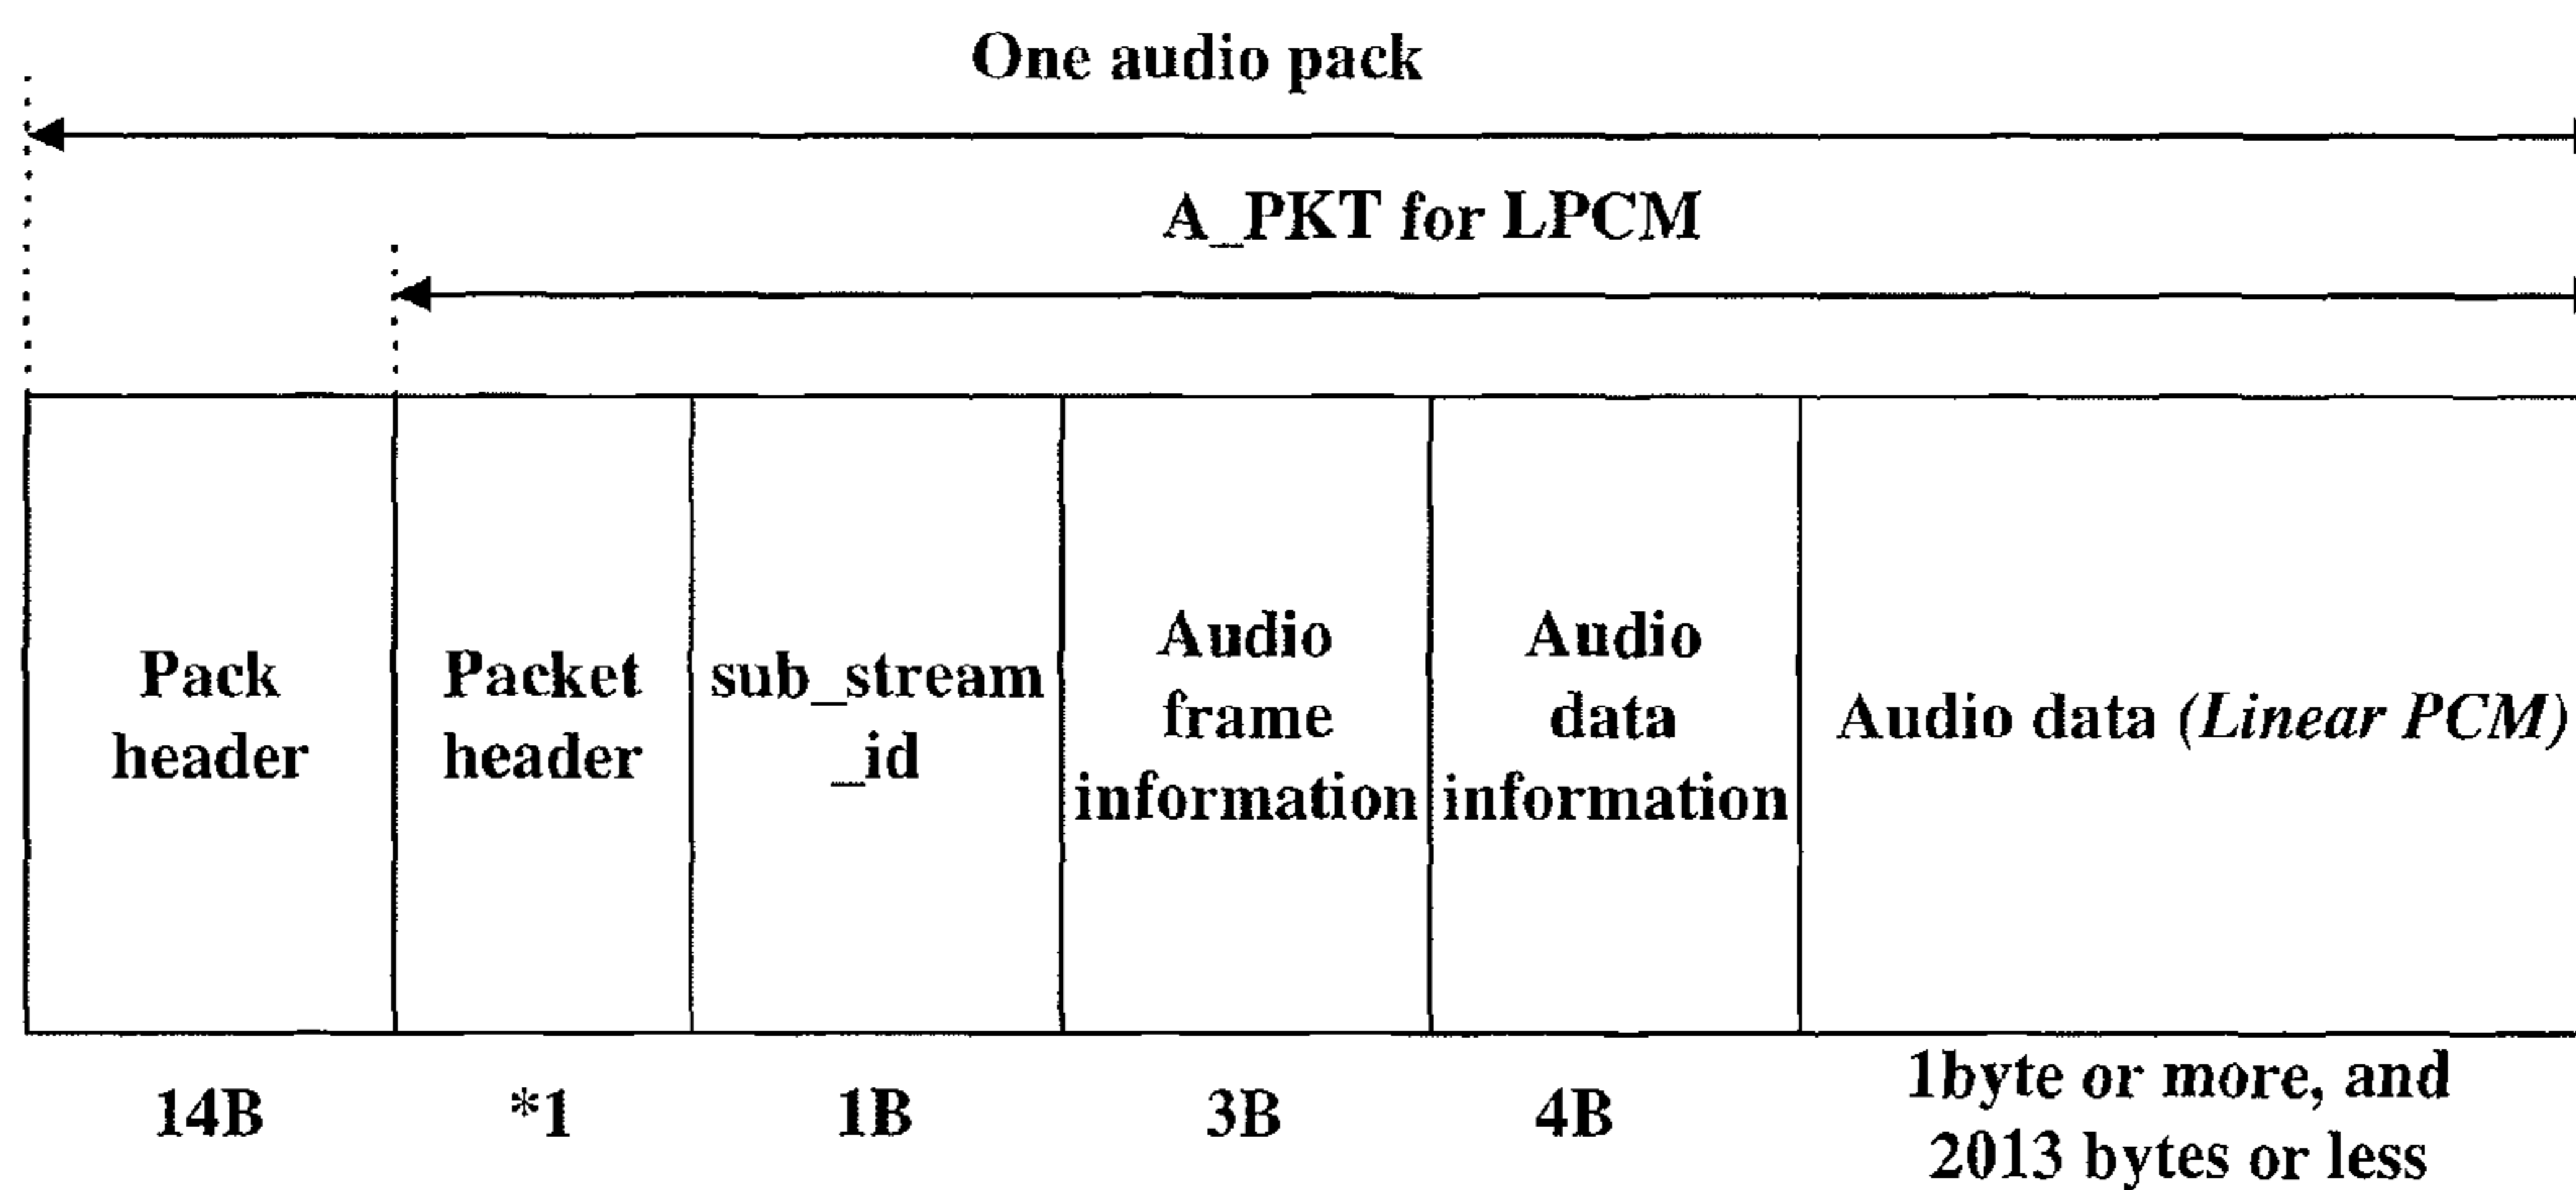 One audio pack
A_PKT for LPCM
Pack
header
Packet
header
sub_stream
_id
Audio
frame
information
Audio
data
information
Audio data (Linear PCM)
14B
*1
1B
3B
4B
1byte or more, and
2013 bytes or less